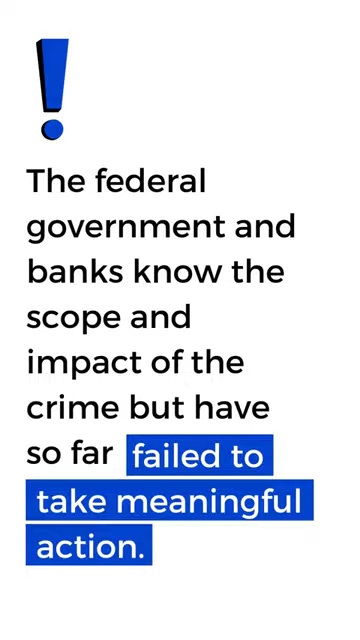 !
The federal
government and
banks know the
scope and
impact of the
crime but have
so far failed to
take meaningful
action.